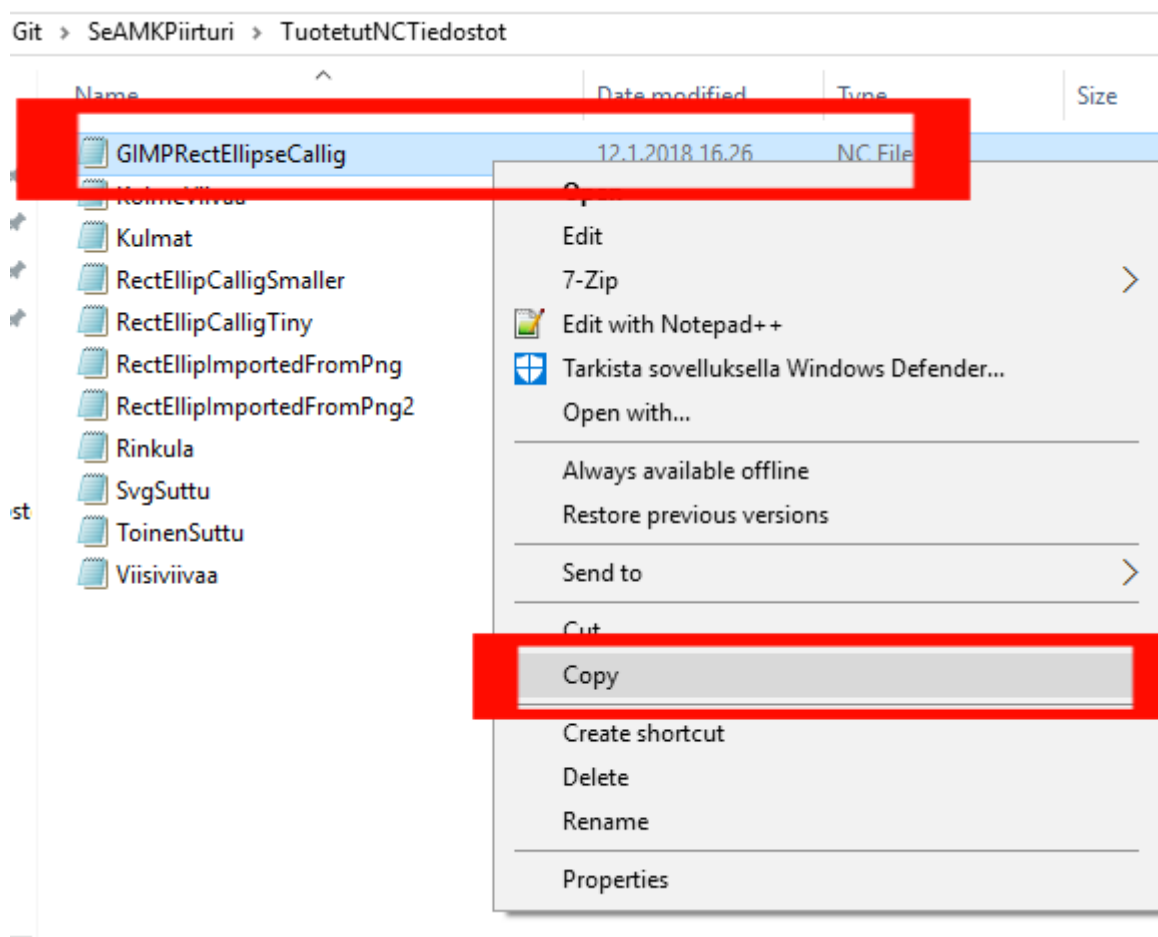 Git > SeAMKPiirturi > TuotetutNCTiedostot
Name Date modified Type Size
GIMPRectEllipseCallig 12.1.2018 16.26 NC File
KolmeViivaa
Kulmat
RectEllipCalligSmaller
RectEllipCalligTiny
RectEllipImportedFromPng
RectEllipImportedFromPng2
Rinkula
SvgSuttu
ToinenSuttu
Viisiviivaa
st
Open
Edit
7-Zip
Edit with Notepad++
Tarkista sovelluksella Windows Defender...
Open with...
Always available offline
Restore previous versions
Send to
Cut
Copy
Create shortcut
Delete
Rename
Properties